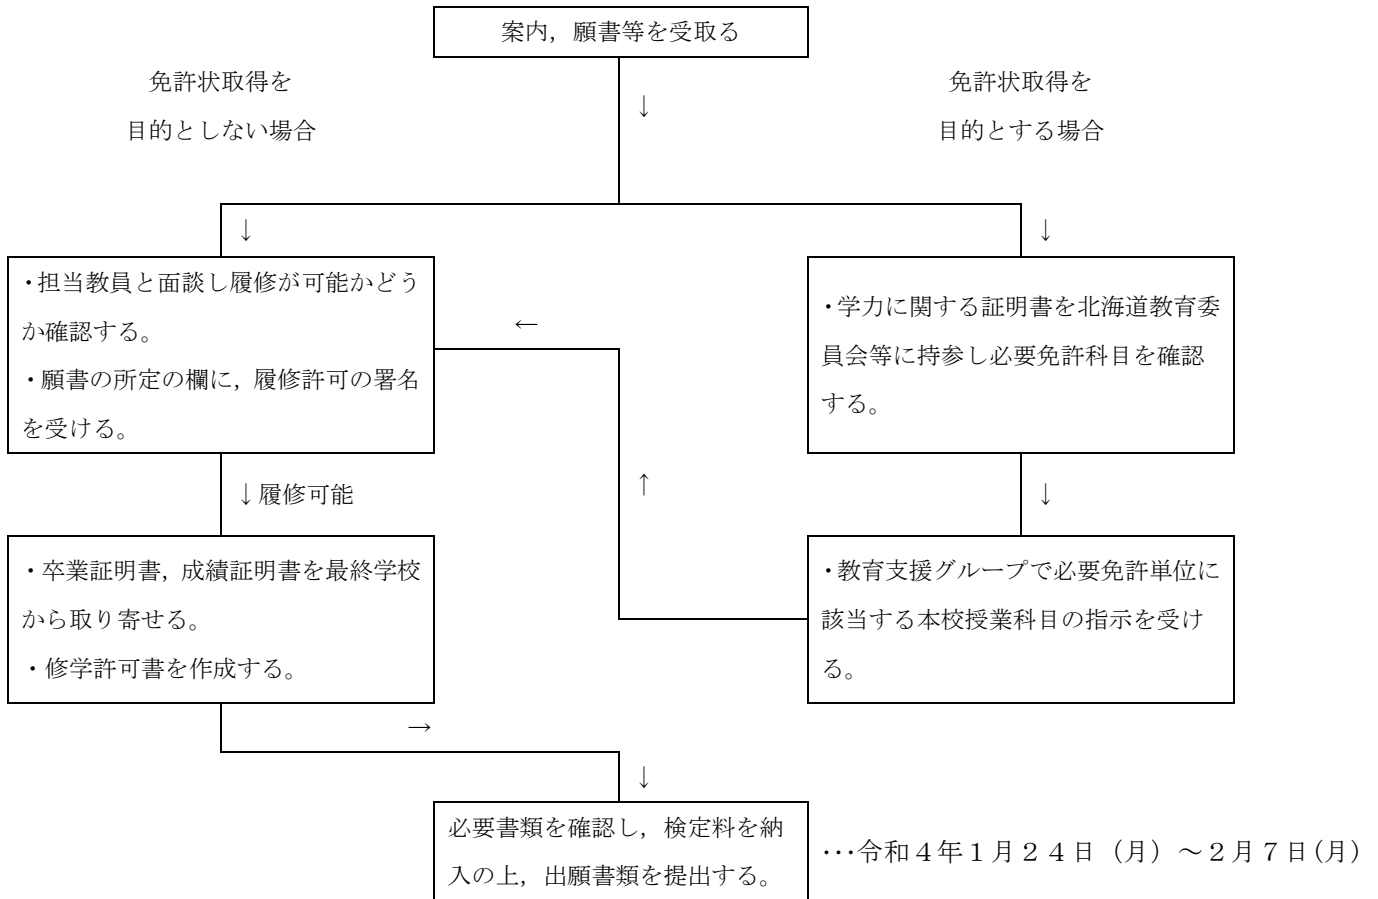 案内，願書等を受取る
免許状取得を
目的としない場合
↓
免許状取得を
目的とする場合
↓
↓
・担当教員と面談し履修が可能かどう
か確認する。
・願書の所定の欄に，履修許可の署名
を受ける。
←
・学力に関する証明書を北海道教育委
員会等に持参し必要免許科目を確認
する。
↓履修可能
↑
↓
・卒業証明書，成績証明書を最終学校
から取り寄せる。
・修学許可書を作成する。
・教育支援グループで必要免許単位に
該当する本校授業科目の指示を受け
る。
→
↓
必要書類を確認し，検定料を納
入の上，出願書類を提出する。
…令和４年１月２４日（月）～２月７日(月)